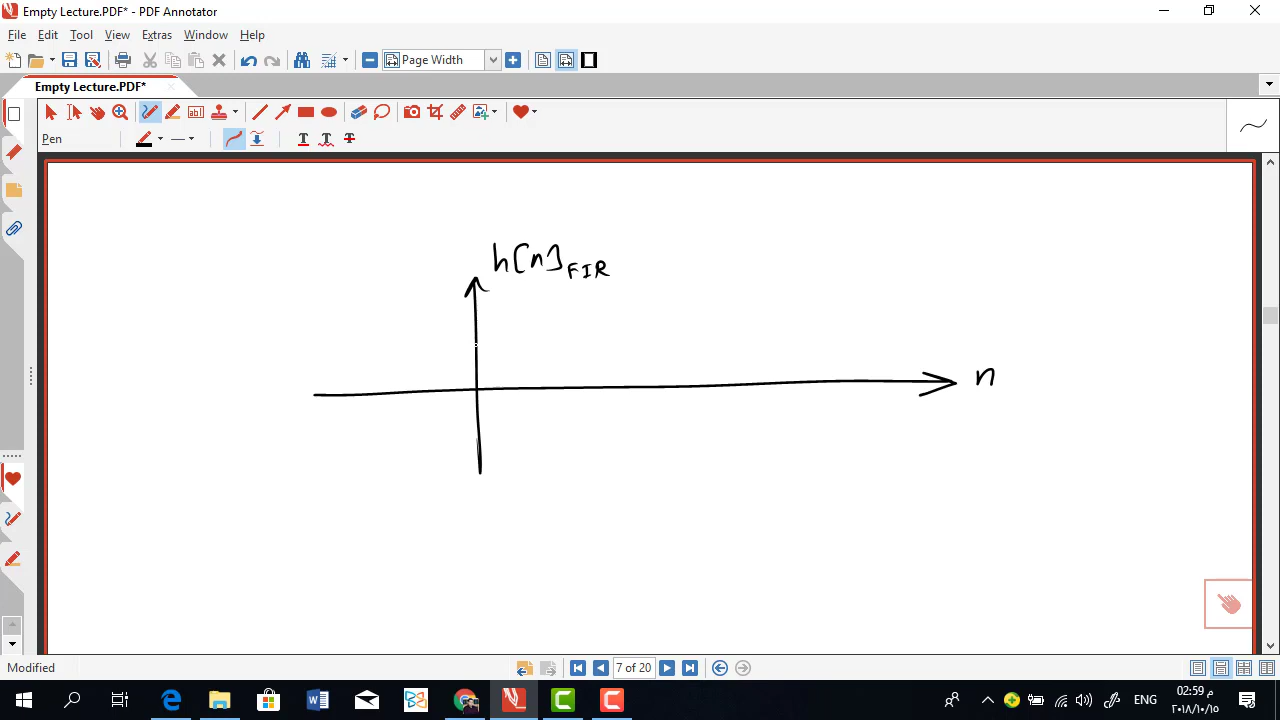 Empty Lecture.PDF* - PDF Annotator
File Edit Tool View Extras Window Help
Page Width
Empty Lecture.PDF*
Pen
h[n]FIR
n
Modified
7 of 20
ENG
02:59 م
٢٠١٨/١٠/١٥